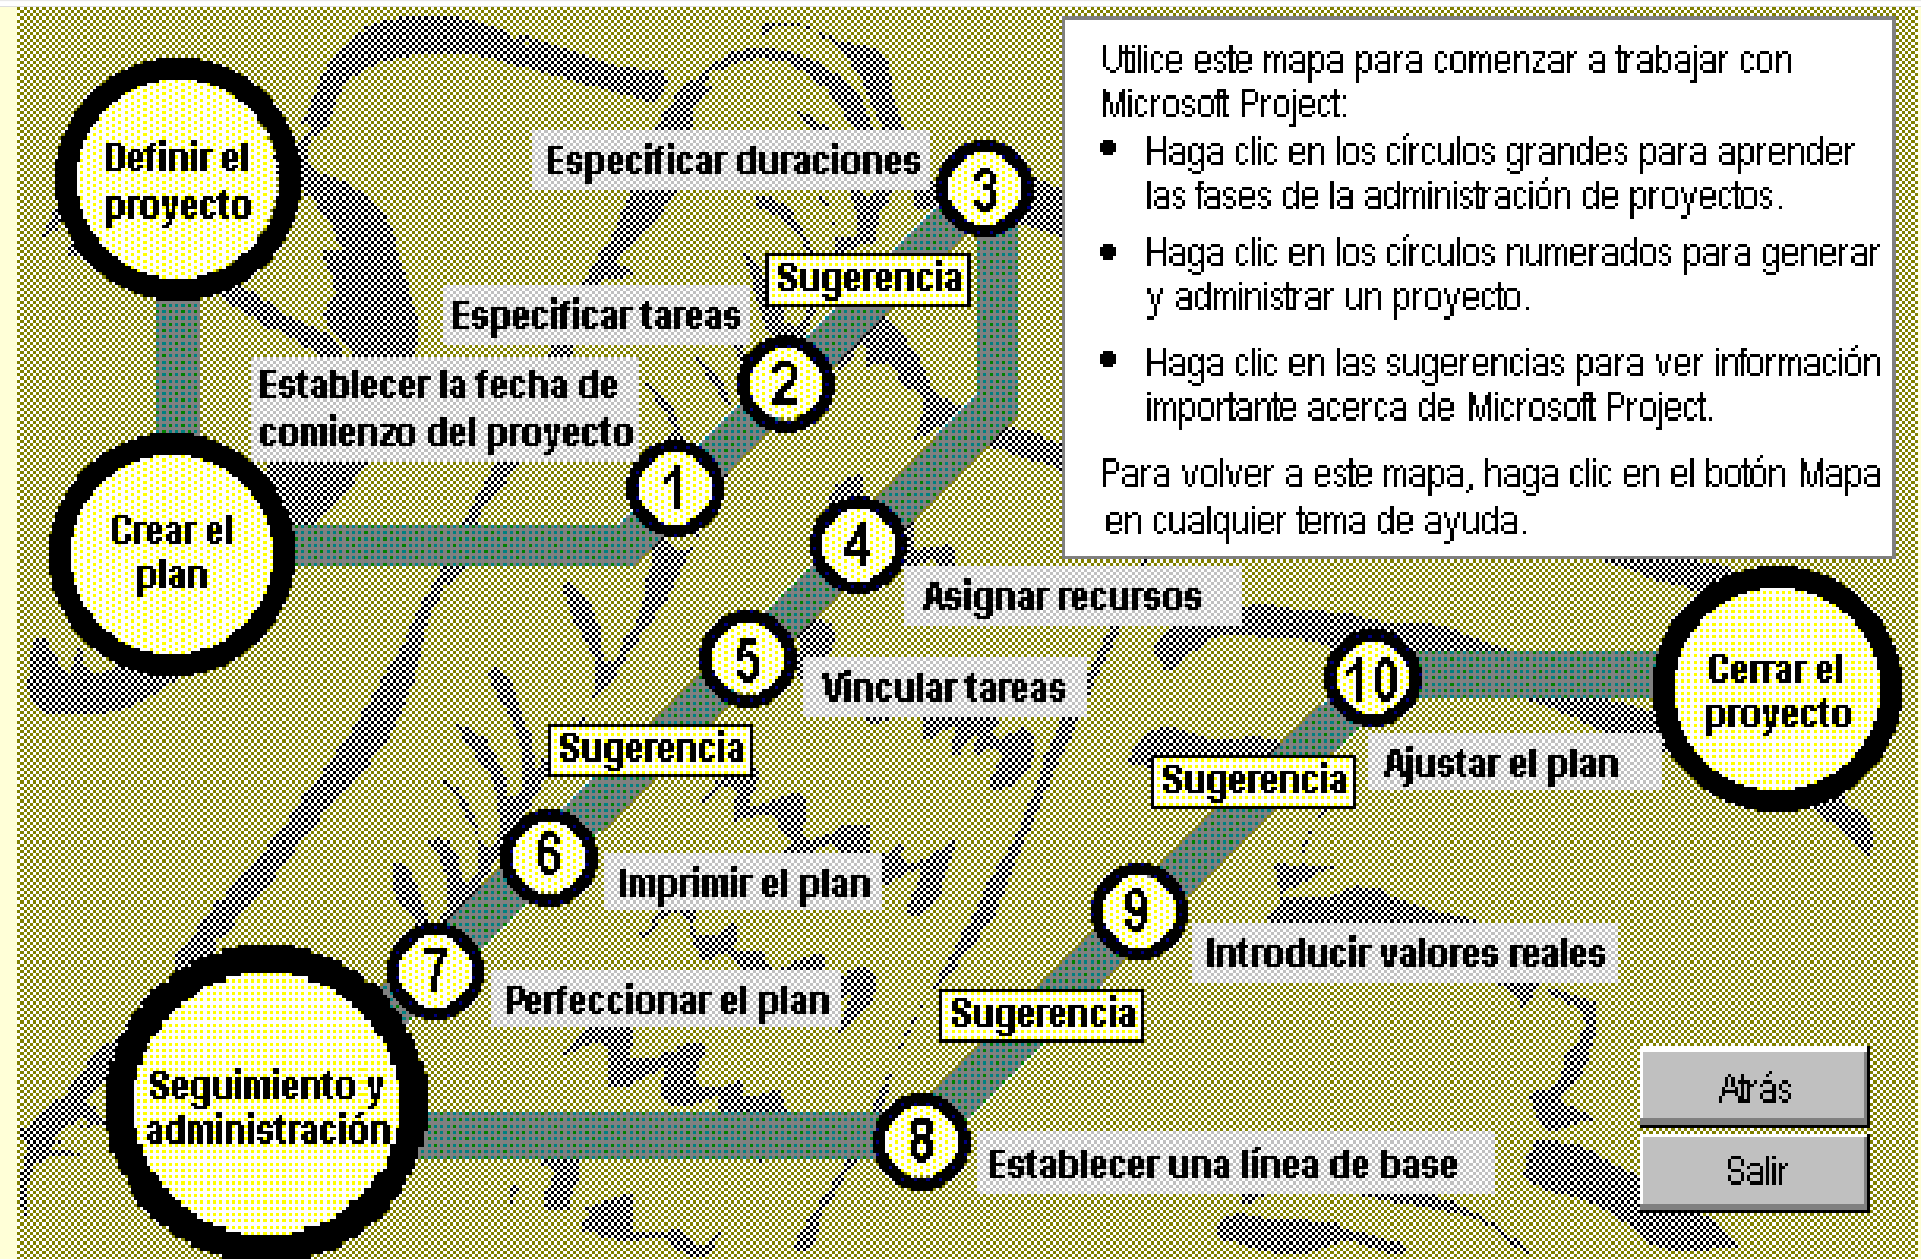 Utilice este mapa para comenzar a trabajar con
Microsoft Project:
• Haga clic en los círculos grandes para aprender
las fases de la administración de proyectos.
• Haga clic en los círculos numerados para generar
y administrar un proyecto.
• Haga clic en las sugerencias para ver información
importante acerca de Microsoft Project.
Para volver a este mapa, haga clic en el botón Mapa
en cualquier tema de ayuda.
Definir el
proyecto
Crear el
plan
Establecer la fecha de
comienzo del proyecto
1
Especificar tareas
2
Sugerencia
Especificar duraciones
3
4
Asignar recursos
5
Vincular tareas
Sugerencia
6
Imprimir el plan
7
Perfeccionar el plan
Seguimiento y
administración
8
Establecer una línea de base
Sugerencia
9
Introducir valores reales
Sugerencia
10
Ajustar el plan
Cerrar el
proyecto
Atrás
Salir